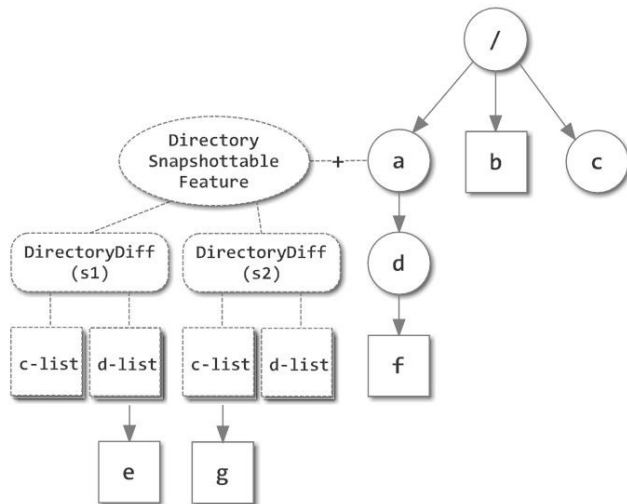 /
Directory
Snapshottable
Feature
+
a
b
c
DirectoryDiff
(s1)
DirectoryDiff
(s2)
d
c-list
d-list
c-list
d-list
f
e
g